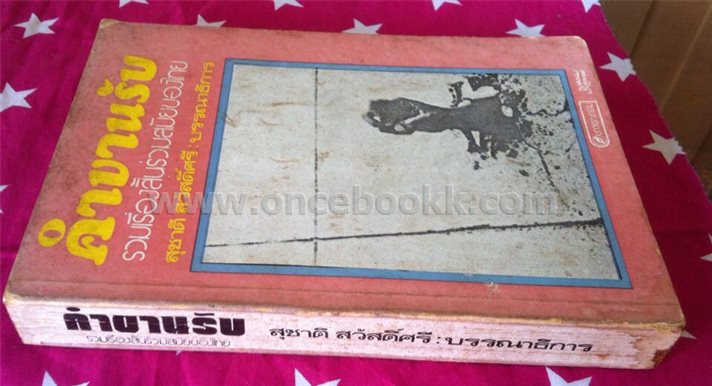 คำขานรับ
รวมเรื่องสั้นร่วมสมัยของไทย
สุชาติ สวัสดิ์ศรี : บรรณาธิการ
www.oncebookk.com
คำขานรับ
รวมเรื่องสั้นร่วมสมัยของไทย
สุชาติ สวัสดิ์ศรี : บรรณาธิการ